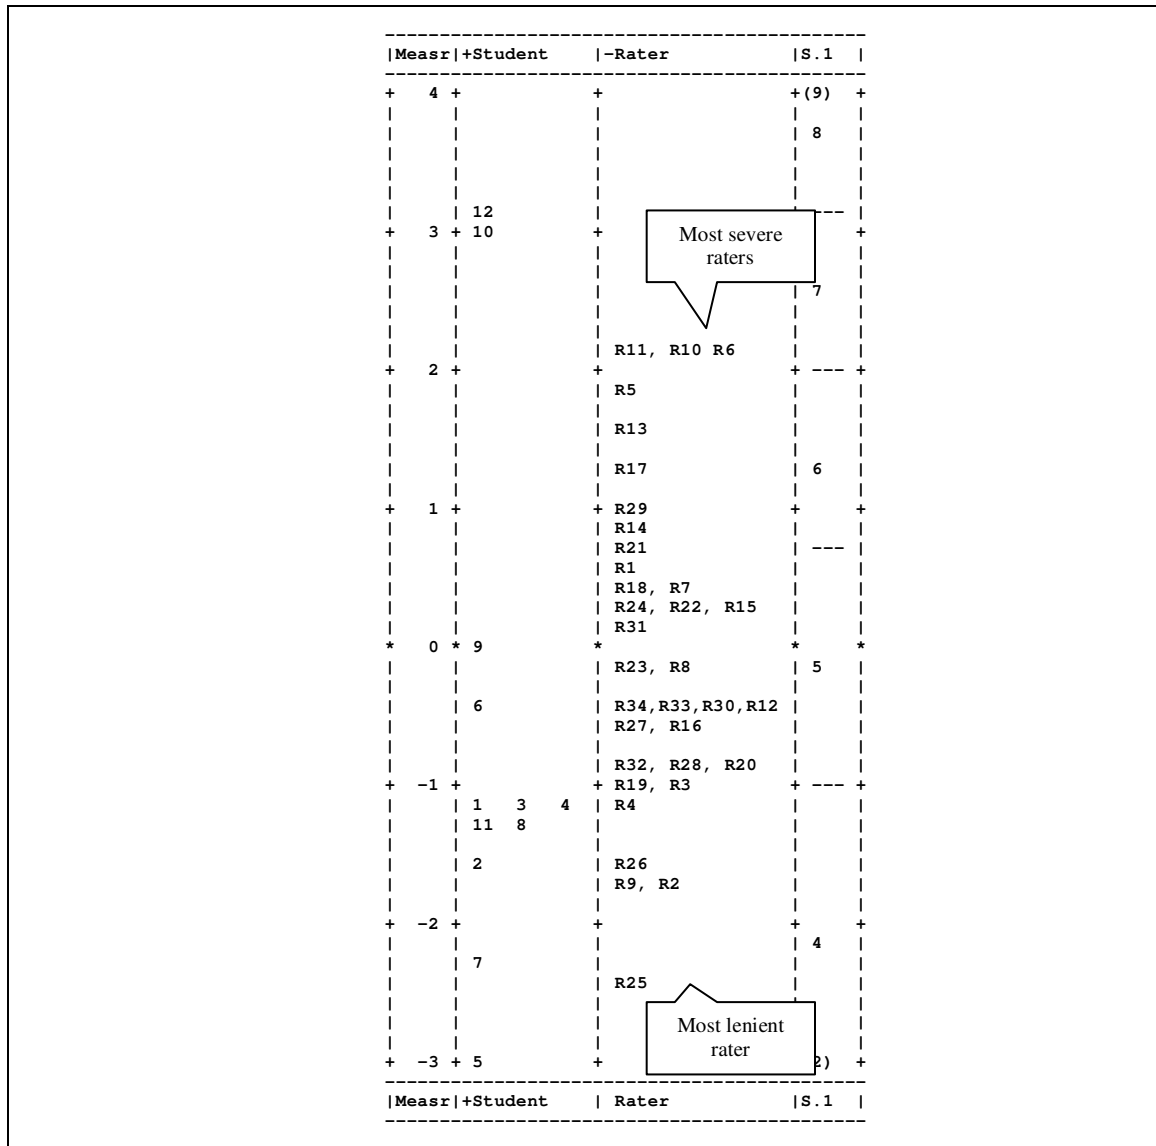 |Measr|+Student |-Rater |S.1 |
+ 4 + + +(9) +
8
12 ---
+ 3 + 10 + +
Most severe
raters
7
R11, R10 R6
+ 2 + + + --- +
R5
R13
R17 6
+ 1 + + R29 + +
R14
R21 ---
R1
R18, R7
R24, R22, R15
R31
* 0 * 9 * * *
R23, R8 5
6 R34,R33,R30,R12
R27, R16
R32, R28, R20
+ -1 + + R19, R3 + --- +
1 3 4 R4
11 8
2 R26
R9, R2
+ -2 + + + +
4
7
R25
Most lenient
rater
+ -3 + 5 + 2) +
|Measr|+Student | Rater |S.1 |